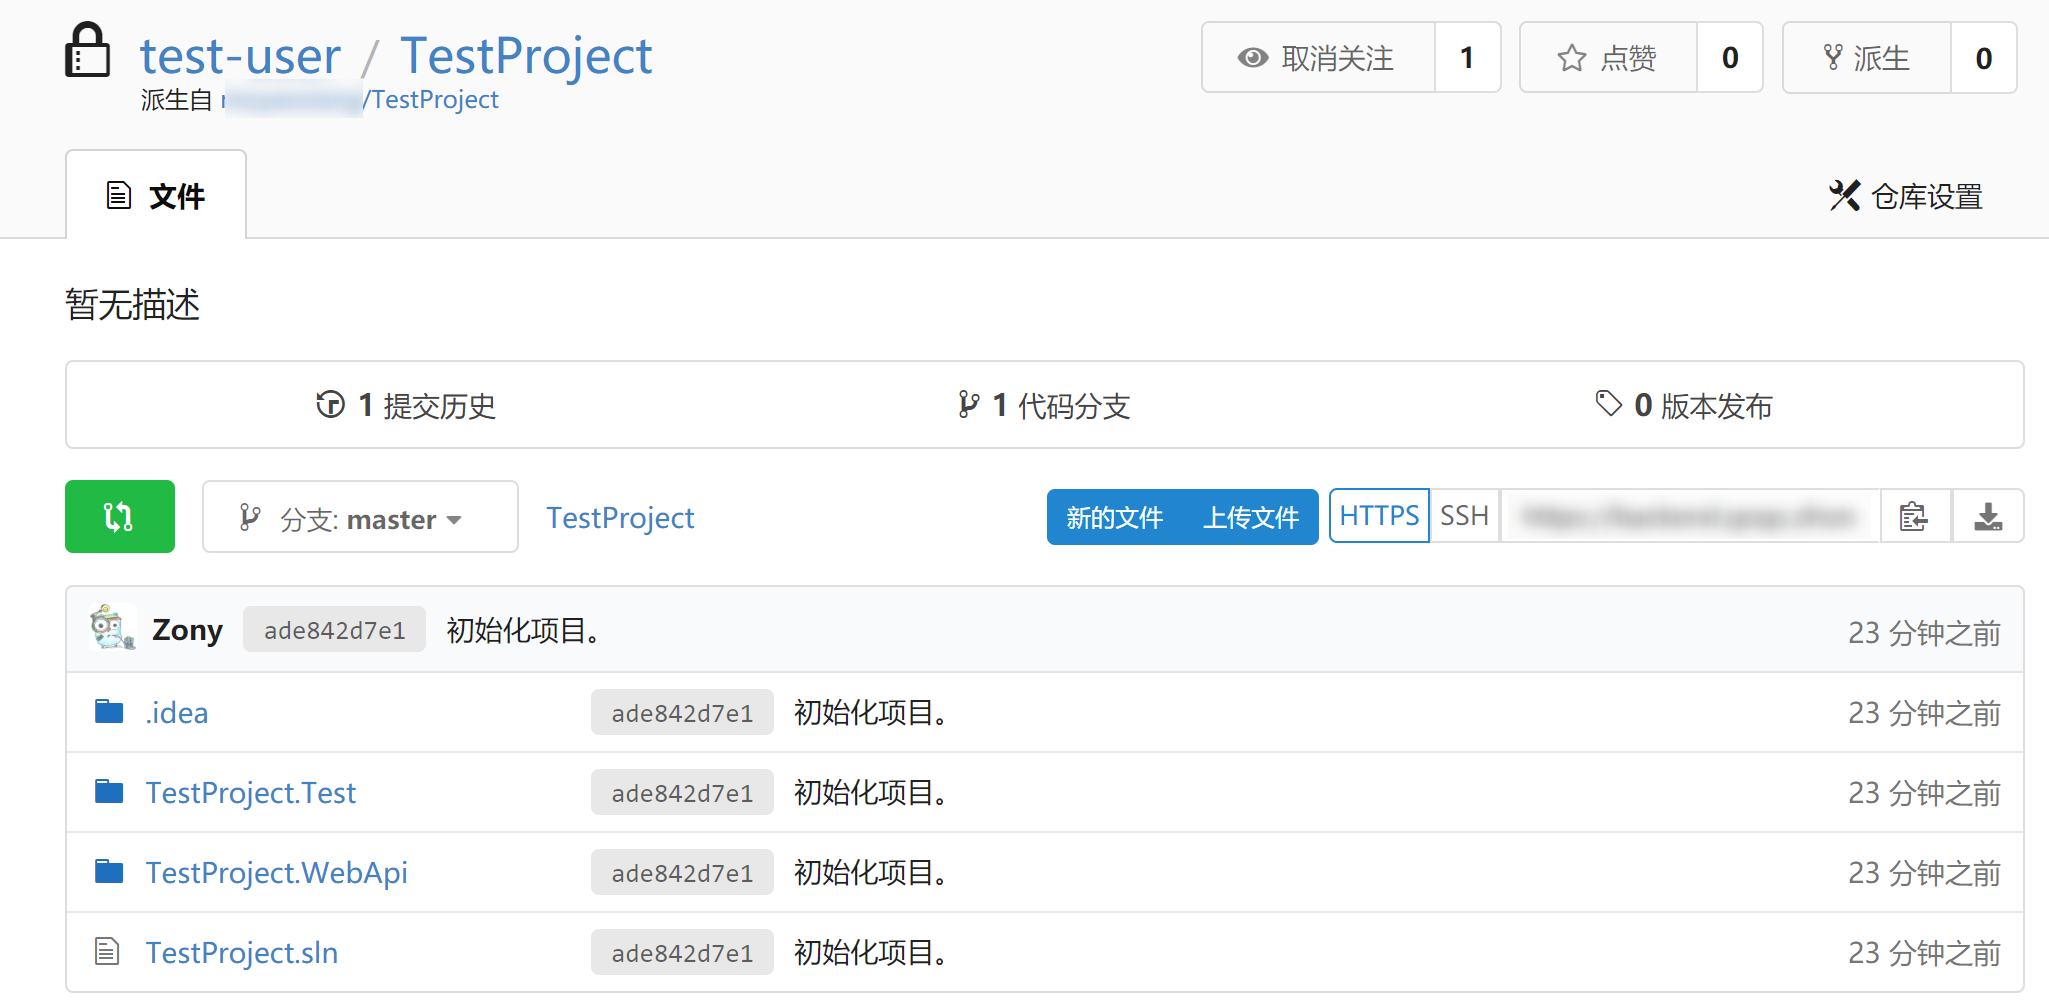 test-user / TestProject
取消关注 1
点赞 0
派生 0
派生自 /TestProject
文件
仓库设置
暂无描述
1 提交历史
1 代码分支
0 版本发布
分支: master
TestProject
新的文件
上传文件
HTTPS
SSH
Zony ade842d7e1 初始化项目。 23 分钟之前
.idea ade842d7e1 初始化项目。 23 分钟之前
TestProject.Test ade842d7e1 初始化项目。 23 分钟之前
TestProject.WebApi ade842d7e1 初始化项目。 23 分钟之前
TestProject.sln ade842d7e1 初始化项目。 23 分钟之前